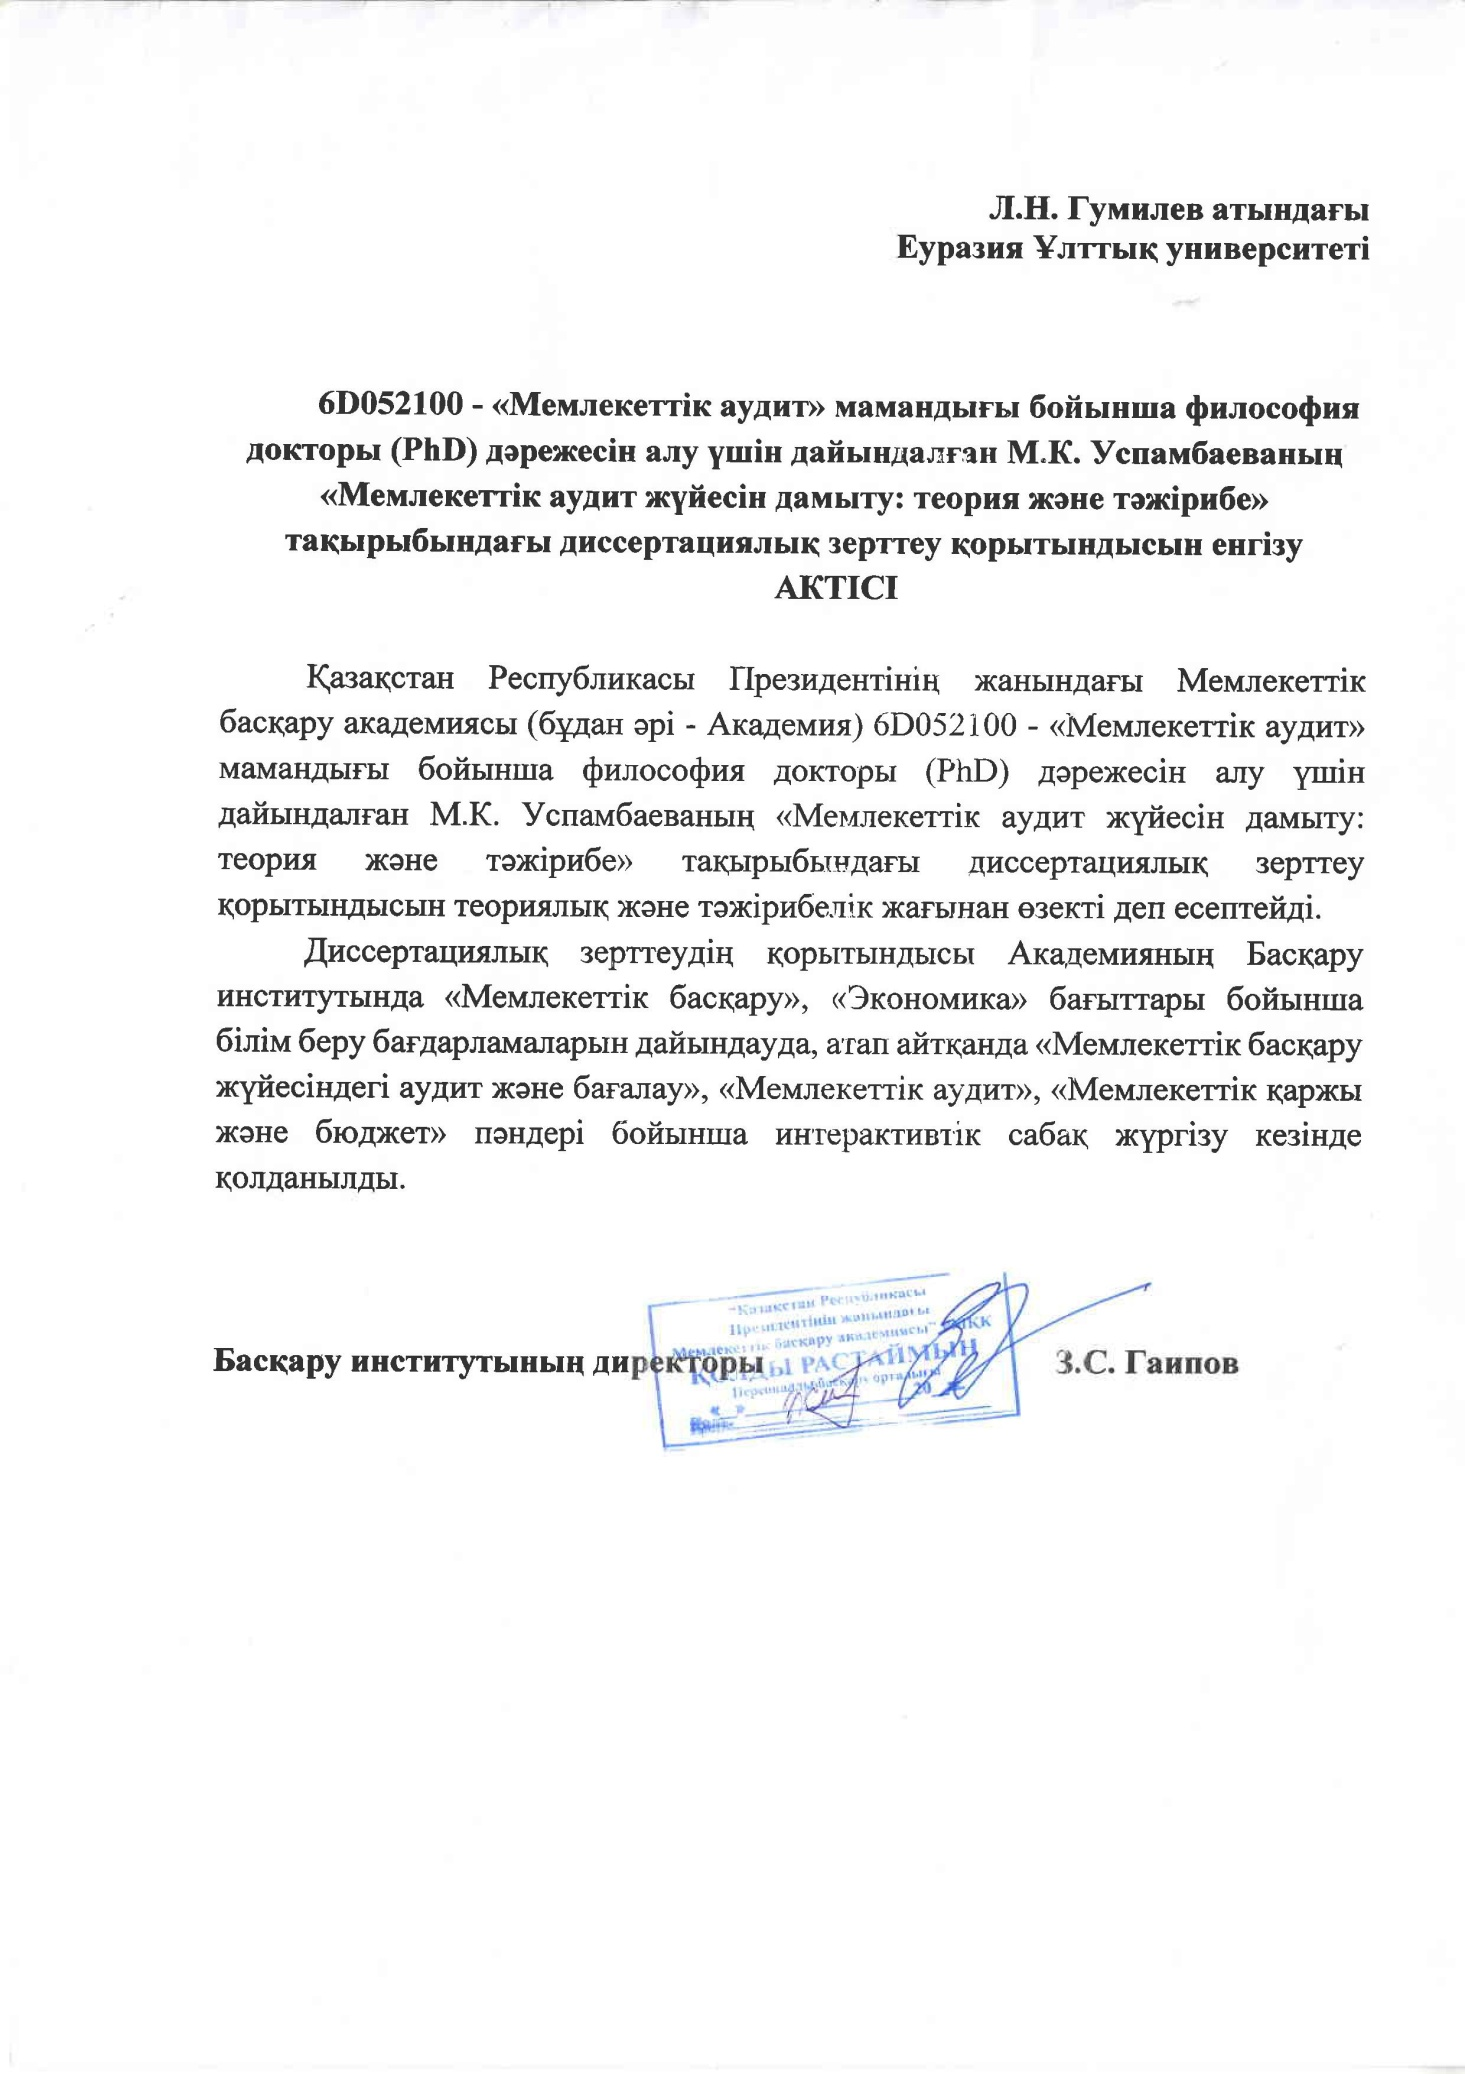 Л.Н. Гумилев атындағы
Еуразия Ұлттық университеті
6D052100 - «Мемлекеттік аудит» мамандығы бойынша философия
докторы (PhD) дәрежесін алу үшін дайындалған М.К. Успамбаеваның
«Мемлекеттік аудит жүйесін дамыту: теория және тәжірибе»
тақырыбындағы диссертациялық зерттеу қорытындысын енгізу
АКТІСІ
Қазақстан Республикасы Президентінің жанындағы Мемлекеттік
басқару академиясы (бұдан әрі - Академия) 6D052100 - «Мемлекеттік аудит»
мамандығы бойынша философия докторы (PhD) дәрежесін алу үшін
дайындалған М.К. Успамбаеваның «Мемлекеттік аудит жүйесін дамыту:
теория және тәжірибе» тақырыбындағы диссертациялық зерттеу
қорытындысын теориялық және тәжірибелік жағынан өзекті деп есептейді.
Диссертациялық зерттеудің қорытындысы Академияның Басқару
институтында «Мемлекеттік басқару», «Экономика» бағыттары бойынша
білім беру бағдарламаларын дайындауда, атап айтқанда «Мемлекеттік басқару
жүйесіндегі аудит және бағалау», «Мемлекеттік аудит», «Мемлекеттік қаржы
және бюджет» пәндері бойынша интерактивтік сабақ жүргізу кезінде
қолданылды.
"Қазақстан Республикасы
Президентінің жанындағы
Мемлекеттік басқару академиясы"
ҚОЛДЫ РАСТАЙМЫН
Персоналды басқару орталығы
« » 20
Басқару институтының директоры З.С. Гаипов